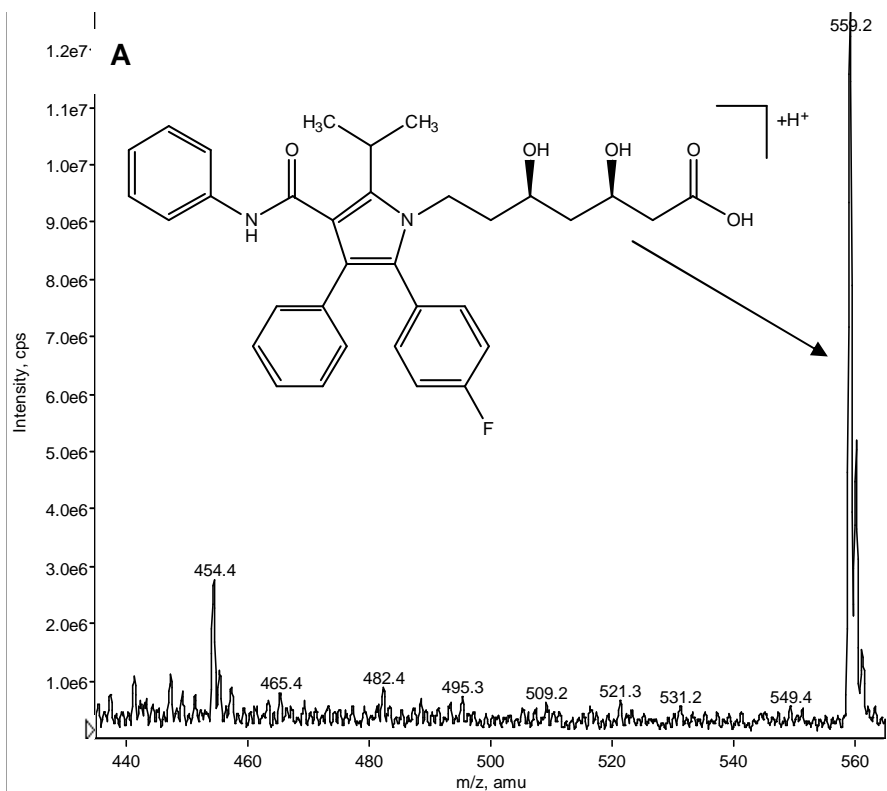 A
559.2
1.2e7
1.1e7
1.0e7
9.0e6
8.0e6
7.0e6
6.0e6
5.0e6
4.0e6
3.0e6
2.0e6
1.0e6
Intensity, cps
H3C CH3
+H+
O OH OH O
N OH
N
H
F
454.4
465.4 482.4 495.3 509.2 521.3 531.2 549.4
440 460 480 500 520 540 560
m/z, amu